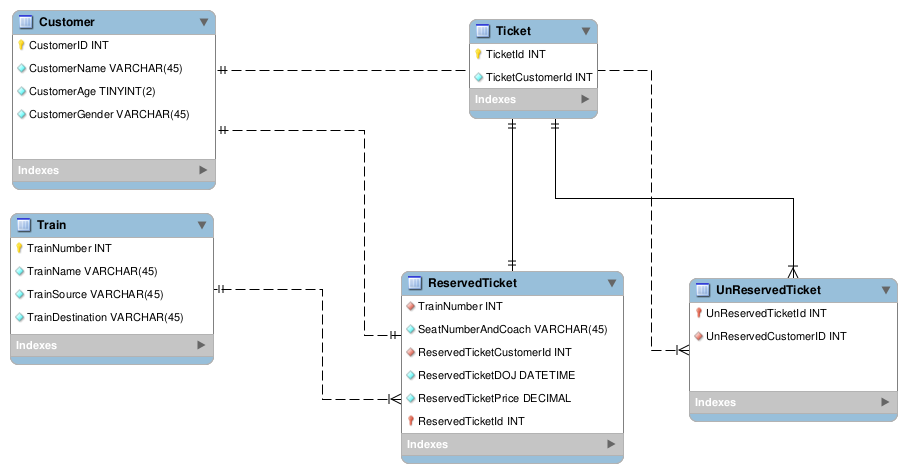 Customer
CustomerID INT
CustomerName VARCHAR(45)
CustomerAge TINYINT(2)
CustomerGender VARCHAR(45)
Indexes
Ticket
TicketId INT
TicketCustomerId INT
Indexes
Train
TrainNumber INT
TrainName VARCHAR(45)
TrainSource VARCHAR(45)
TrainDestination VARCHAR(45)
Indexes
ReservedTicket
TrainNumber INT
SeatNumberAndCoach VARCHAR(45)
ReservedTicketCustomerId INT
ReservedTicketDOJ DATETIME
ReservedTicketPrice DECIMAL
ReservedTicketId INT
Indexes
UnReservedTicket
UnReservedTicketId INT
UnReservedCustomerID INT
Indexes